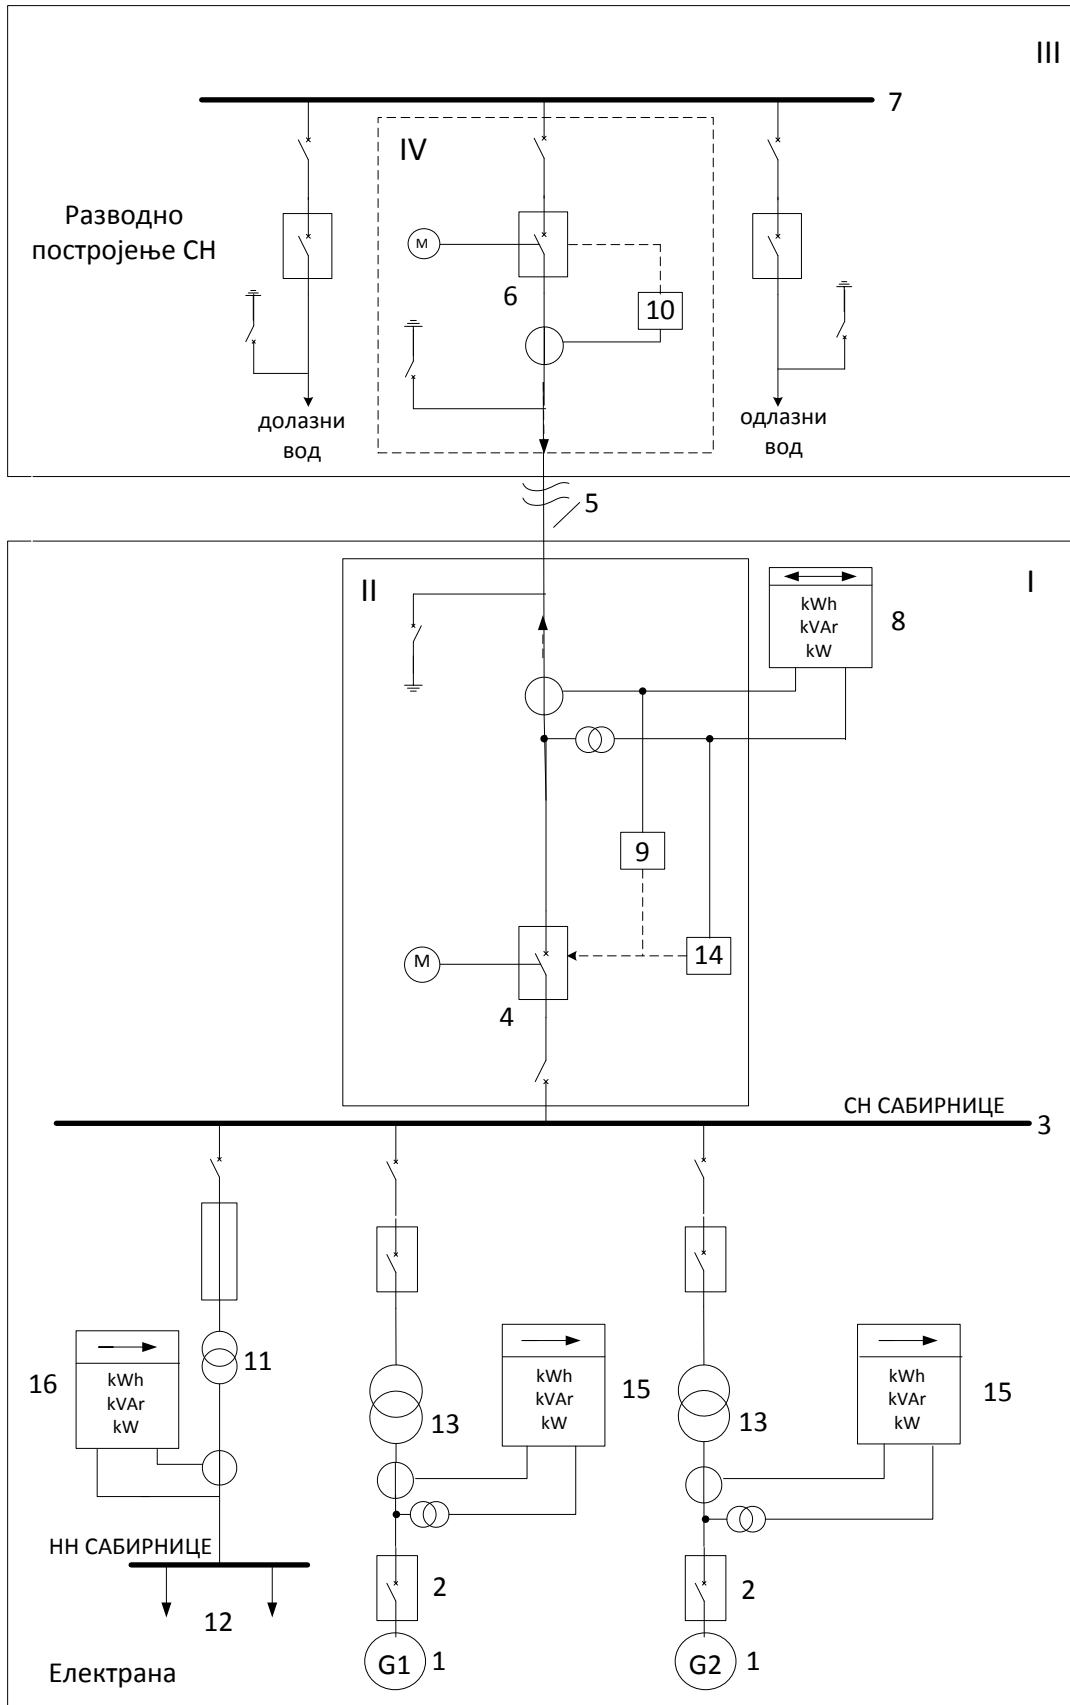 III
7
IV
Разводно
постројење СН
M
6
10
долазни
вод
одлазни
вод
5
I
II
kWh
kVAr
kW
8
9
M
14
4
СН САБИРНИЦЕ
3
kWh
kVAr
kW
16
11
13
kWh
kVAr
kW
15
13
kWh
kVAr
kW
15
НН САБИРНИЦЕ
12
2
2
G1
1
G2
1
Електрана